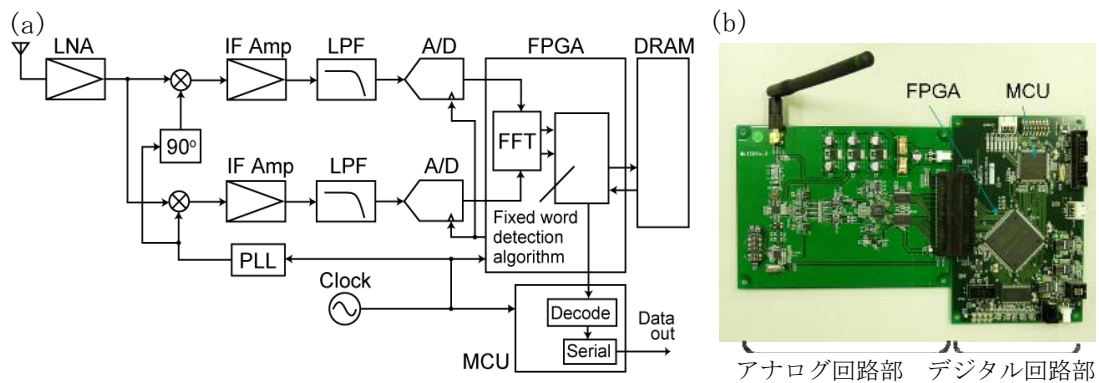 (a)
LNA
IF Amp
LPF
A/D
FPGA
DRAM
90°
FFT
IF Amp
LPF
A/D
Fixed word
detection
algorithm
PLL
Clock
Decode
Serial
Data
out
MCU
(b)
FPGA
MCU
アナログ回路部
デジタル回路部